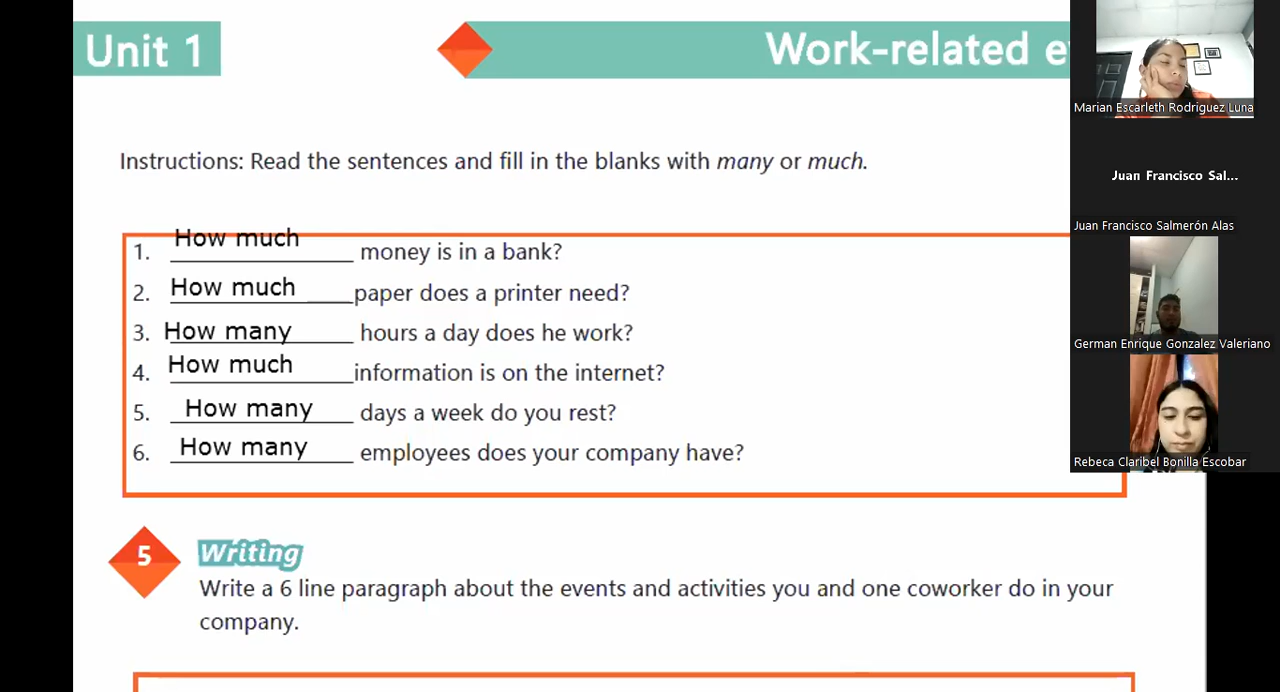 Unit 1
Work-related
Instructions: Read the sentences and fill in the blanks with many or much.
1. How much money is in a bank?
2. How much paper does a printer need?
3. How many hours a day does he work?
4. How much information is on the internet?
5. How many days a week do you rest?
6. How many employees does your company have?
5 Writing
Write a 6 line paragraph about the events and activities you and one coworker do in your
company.
Marian Escarleth Rodriguez Luna
Juan Francisco Sal...
Juan Francisco Salmerón Alas
German Enrique Gonzalez Valeriano
Rebeca Claribel Bonilla Escobar